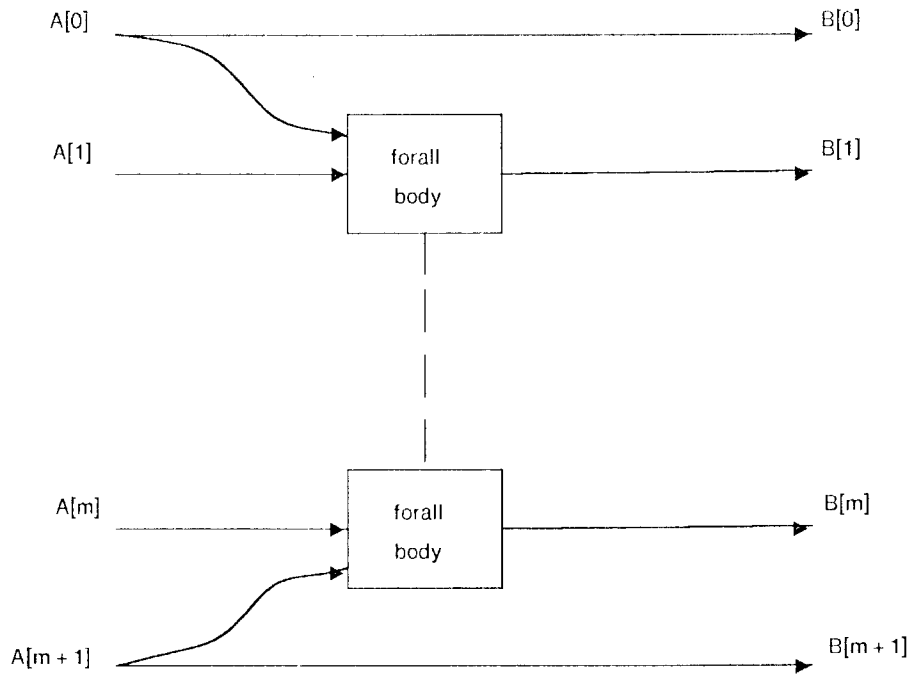 A[0]
B[0]
A[1]
forall
body
B[1]
A[m]
forall
body
B[m]
A[m + 1]
B[m + 1]